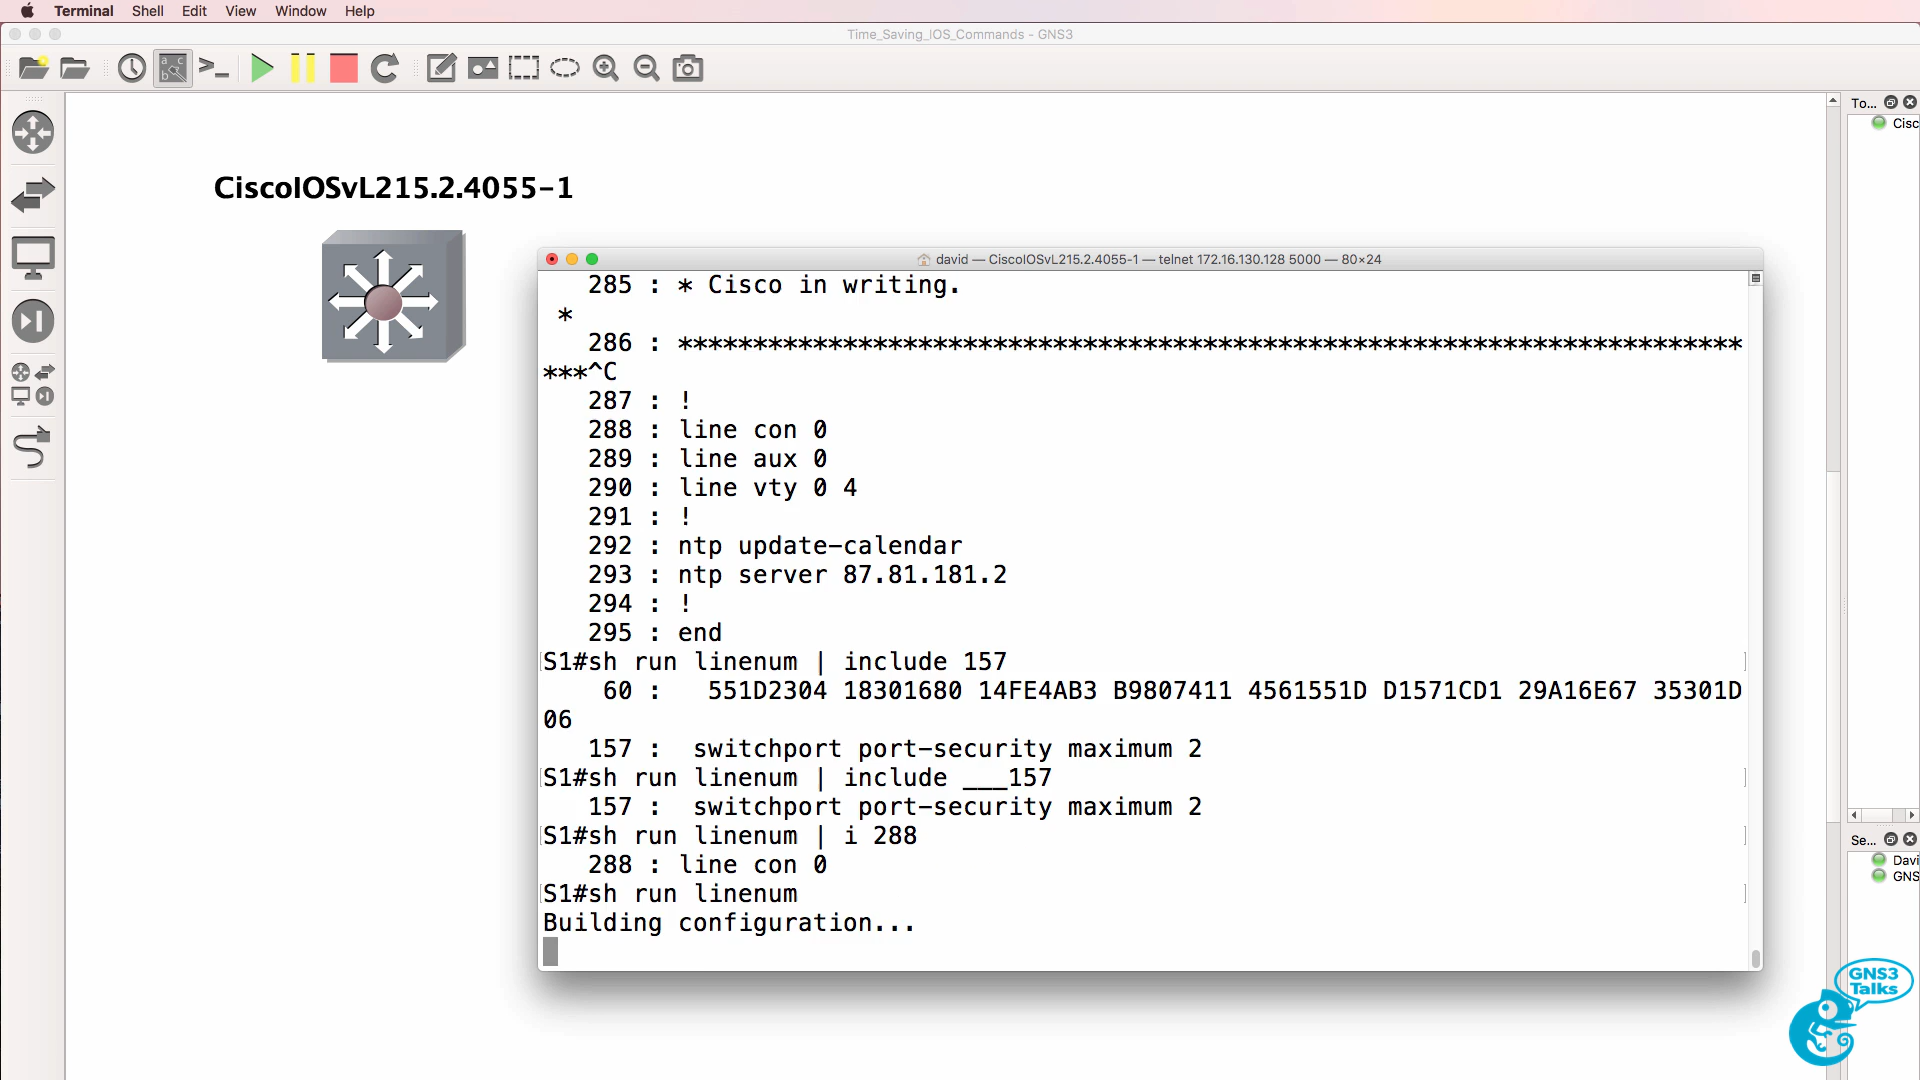 Terminal Shell Edit View Window Help
Time_Saving_IOS_Commands - GNS3
To...
Cisc
CiscoIOSvL215.2.4055-1
david — CiscoIOSvL215.2.4055-1 — telnet 172.16.130.128 5000 — 80×24
285 : * Cisco in writing.
*
286 : ***********************************************************************
***^C
287 : !
288 : line con 0
289 : line aux 0
290 : line vty 0 4
291 : !
292 : ntp update-calendar
293 : ntp server 87.81.181.2
294 : !
295 : end
S1#sh run linenum | include 157
60 : 551D2304 18301680 14FE4AB3 B9807411 4561551D D1571CD1 29A16E67 35301D
06
157 : switchport port-security maximum 2
S1#sh run linenum | include ___157
157 : switchport port-security maximum 2
S1#sh run linenum | i 288
288 : line con 0
S1#sh run linenum
Building configuration...
Se...
Davi
GNS
GNS3
Talks